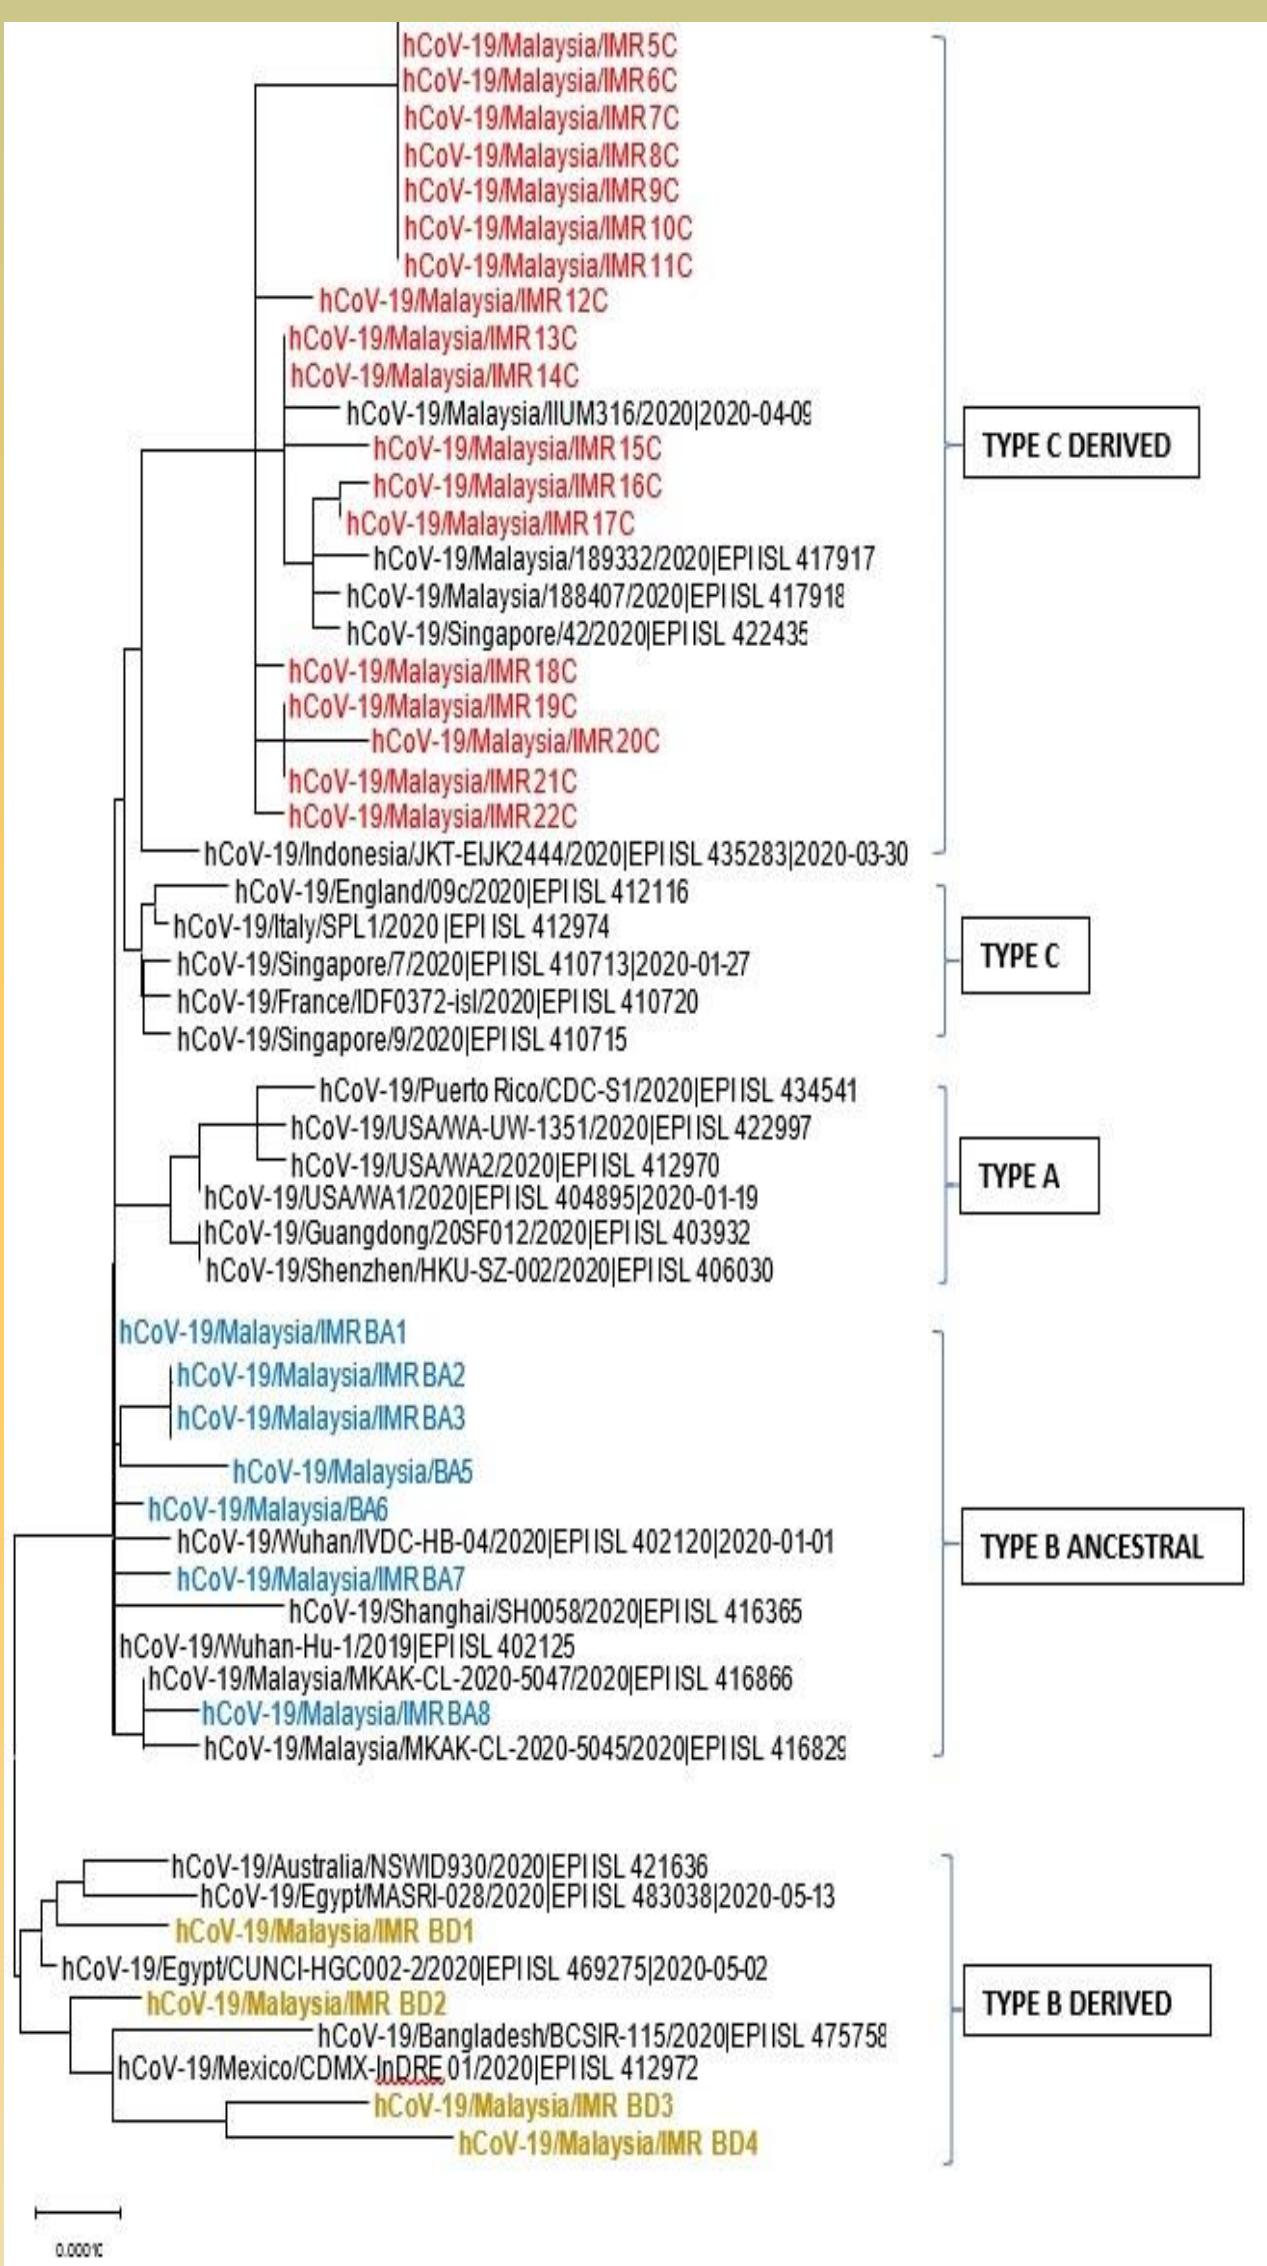 hCoV-19/Malaysia/IMR5C
hCoV-19/Malaysia/IMR6C
hCoV-19/Malaysia/IMR7C
hCoV-19/Malaysia/IMR8C
hCoV-19/Malaysia/IMR9C
hCoV-19/Malaysia/IMR10C
hCoV-19/Malaysia/IMR11C
hCoV-19/Malaysia/IMR12C
hCoV-19/Malaysia/IMR13C
hCoV-19/Malaysia/IMR14C
hCoV-19/Malaysia/IIUM316/2020|2020-04-09
TYPE C DERIVED
hCoV-19/Malaysia/IMR15C
hCoV-19/Malaysia/IMR16C
hCoV-19/Malaysia/IMR17C
hCoV-19/Malaysia/189332/2020|EPI ISL 417917
hCoV-19/Malaysia/188407/2020|EPI ISL 417918
hCoV-19/Singapore/42/2020|EPI ISL 422435
hCoV-19/Malaysia/IMR18C
hCoV-19/Malaysia/IMR19C
hCoV-19/Malaysia/IMR20C
hCoV-19/Malaysia/IMR21C
hCoV-19/Malaysia/IMR22C
hCoV-19/Indonesia/JKT-EIJK2444/2020|EPI ISL 435283|2020-03-30
hCoV-19/England/09c/2020|EPI ISL 412116
hCoV-19/Italy/SPL1/2020 |EPI ISL 412974
TYPE C
hCoV-19/Singapore/7/2020|EPI ISL 410713|2020-01-27
hCoV-19/France/IDF0372-isl/2020|EPI ISL 410720
hCoV-19/Singapore/9/2020|EPI ISL 410715
hCoV-19/Puerto Rico/CDC-S1/2020|EPI ISL 434541
hCoV-19/USA/WA-UW-1351/2020|EPI ISL 422997
hCoV-19/USA/WA2/2020|EPI ISL 412970
TYPE A
hCoV-19/USA/WA1/2020|EPI ISL 404895|2020-01-19
hCoV-19/Guangdong/20SF012/2020|EPI ISL 403932
hCoV-19/Shenzhen/HKU-SZ-002/2020|EPI ISL 406030
hCoV-19/Malaysia/IMRBA1
hCoV-19/Malaysia/IMRBA2
hCoV-19/Malaysia/IMRBA3
hCoV-19/Malaysia/BA5
hCoV-19/Malaysia/BA6
hCoV-19/Wuhan/IVDC-HB-04/2020|EPI ISL 402120|2020-01-01
TYPE B ANCESTRAL
hCoV-19/Malaysia/IMRBA7
hCoV-19/Shanghai/SH0058/2020|EPI ISL 416365
hCoV-19/Wuhan-Hu-1/2019|EPI ISL 402125
hCoV-19/Malaysia/MKAK-CL-2020-5047/2020|EPI ISL 416866
hCoV-19/Malaysia/IMRBA8
hCoV-19/Malaysia/MKAK-CL-2020-5045/2020|EPI ISL 416829
hCoV-19/Australia/NSWID930/2020|EPI ISL 421636
hCoV-19/Egypt/MASRI-028/2020|EPI ISL 483038|2020-05-13
hCoV-19/Malaysia/IMR BD1
hCoV-19/Egypt/CUNCI-HGC002-2/2020|EPI ISL 469275|2020-05-02
hCoV-19/Malaysia/IMR BD2
TYPE B DERIVED
hCoV-19/Bangladesh/BCSIR-115/2020|EPI ISL 475758
hCoV-19/Mexico/CDMX-InDRE 01/2020|EPI ISL 412972
hCoV-19/Malaysia/IMR BD3
hCoV-19/Malaysia/IMR BD4
0.00010